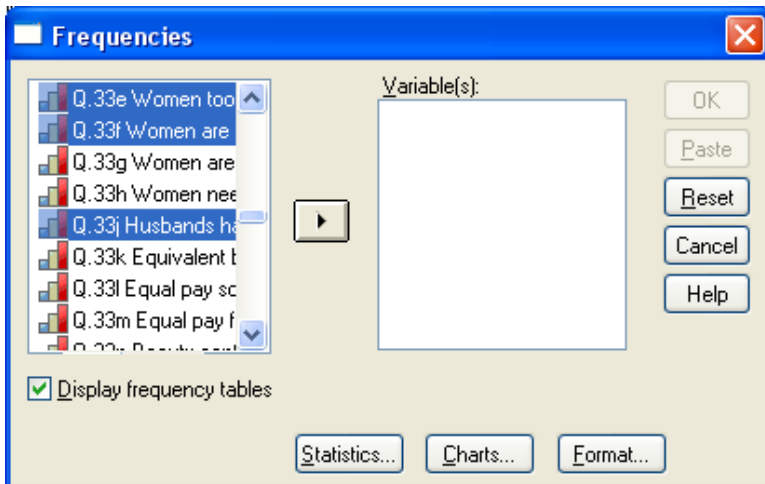 Frequencies
Q.33e Women too
Q.33f Women are
Q.33g Women are
Q.33h Women nee
Q.33j Husbands ha
Q.33k Equivalent b
Q.33l Equal pay sc
Q.33m Equal pay f
Variable(s):
OK
Paste
Reset
Cancel
Help
Display frequency tables
Statistics...
Charts...
Format...